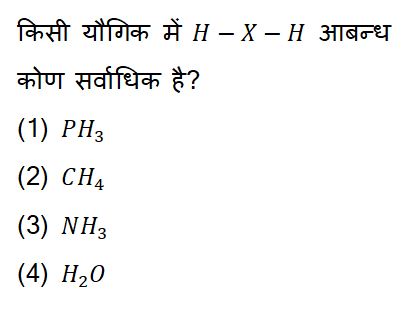 किसी यौगिक में H – X – H आबन्ध
कोण सर्वाधिक है?
(1) PH₃
(2) CH₄
(3) NH₃
(4) H₂O